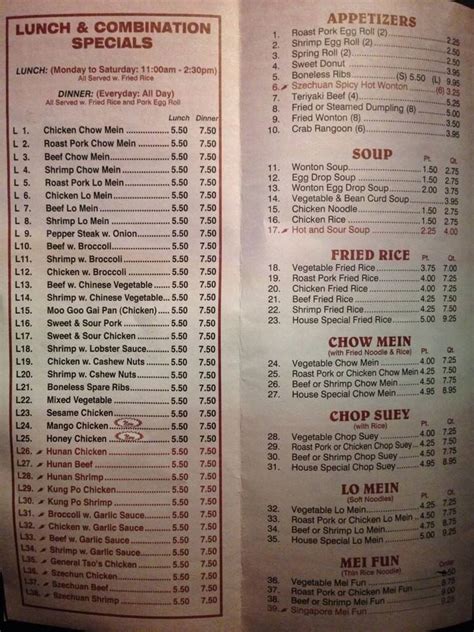 LUNCH & COMBINATION
SPECIALS
LUNCH: (Monday to Saturday: 11:00am - 2:30pm)
All Served w. Fried Rice
DINNER: (Everyday: All Day)
All Served w. Fried Rice and Pork Egg Roll
Lunch Dinner
L 1. Chicken Chow Mein 5.50 7.50
L 2. Roast Pork Chow Mein 5.50 7.50
L 3. Beef Chow Mein 5.50 7.50
L 4. Shrimp Chow Mein 5.50 7.50
L 5. Roast Pork Lo Mein 5.50 7.50
L 6. Chicken Lo Mein 5.50 7.50
L 7. Beef Lo Mein 5.50 7.50
L 8. Shrimp Lo Mein 5.50 7.50
L 9. Pepper Steak w. Onion 5.50 7.50
L10. Beef w. Broccoli 5.50 7.50
L11. Shrimp w. Broccoli 5.50 7.50
L12. Chicken w. Broccoli 5.50 7.50
L13. Beef w. Chinese Vegetable 5.50 7.50
L14. Shrimp w. Chinese Vegetable 5.50 7.50
L15. Moo Goo Gai Pan (Chicken) 5.50 7.50
L16. Sweet & Sour Pork 5.50 7.50
L17. Sweet & Sour Chicken 5.50 7.50
L18. Shrimp w. Lobster Sauce 5.50 7.50
L19. Chicken w. Cashew Nuts 5.50 7.50
L20. Shrimp w. Cshew Nuts 5.50 7.50
L21. Boneless Spare Ribs 5.50 7.50
L22. Mixed Vegetable 5.50 7.50
L23. Sesame Chicken 5.50 7.50
L24. Mango Chicken 5.50 7.50
L25. Honey Chicken 5.50 7.50
L26. Hunan Chicken 5.50 7.50
L27. Hunan Beef 5.50 7.50
L28. Hunan Shrimp 5.50 7.50
L29. Kung Po Chicken 5.50 7.50
L30. Kung Po Shrimp 5.50 7.50
L31. Broccoli w. Garlic Sauce 5.50 7.50
L32. Chicken w. Garlic Sauce 5.50 7.50
L33. Beef w. Garlic Sauce 5.50 7.50
L34. Shrimp w. Garlic Sauce 5.50 7.50
L35. General Tso's Chicken 5.50 7.50
L36. Szechun Chicken 5.50 7.50
L37. Szechuan Beef 5.50 7.50
L38. Szechuan Shrimp 5.50 7.50
APPETIZERS
1. Roast Pork Egg Roll (2)
2. Shrimp Egg Roll (2)
3. Spring Roll (2)
4. Sweet Donut
5. Boneless Ribs (S) 5.50 (L)
6. Szechuan Spicy Hot Wonton (6)
7. Teriyaki Beef (4)
8. Fried or Steamed Dumpling (8)
9. Fried Wonton (8)
10. Crab Rangoon (8)
SOUP
Pt. Qt.
11. Wonton Soup 1.50 2.75
12. Egg Drop Soup 1.50 2.75
13. Wonton Egg Drop Soup 2.00
14. Vegetable & Bean Curd Soup
15. Chicken Noodle 1.50 2.75
16. Chicken Rice 1.50 2.75
17. Hot and Sour Soup 2.25 4.00
FRIED RICE
Pt. Qt.
18. Vegetable Fried Rice 3.75 7.00
19. Roast Pork Fried Rice 4.00 7.25
20. Chicken Fried Rice 4.00 7.25
21. Beef Fried Rice 4.25 7.50
22. Shrimp Fried Rice 4.25 7.50
23. House Special Fried Rice 5.00 9.25
CHOW MEIN
(with Fried Noodle & Rice)
Pt. Qt.
24. Vegetable Chow Mein 4.00 7.25
25. Roast Pork or Chicken Chow Mein 4.25 7.50
26. Beef or Shrimp Chow Mein
27. House Special Chow Mein 4.95 8.95
CHOP SUEY
(with Rice)
Pt. Qt.
28. Vegetable Chop Suey 4.00 7.25
29. Roast Pork or Chicken Chop Suey 4.25
30. Beef or Shrimp Chop Suey
31. House Special Chop Suey 4.95 8.95
LO MEIN
(Soft Noodles)
Pt. Qt.
32. Vegetable Lo Mein 4.00 7.25
33. Roast Pork or Chicken Lo Mein 4.25
34. Beef or Shrimp Lo Mein
35. House Special Lo Mein
MEI FUN
(Thin Rice Noodle)
Order
36. Vegetable Mei Fun
37. Roast Pork or Chicken Mei Fun
38. Beef or Shrimp Mei Fun
39. Singapore Mei Fun